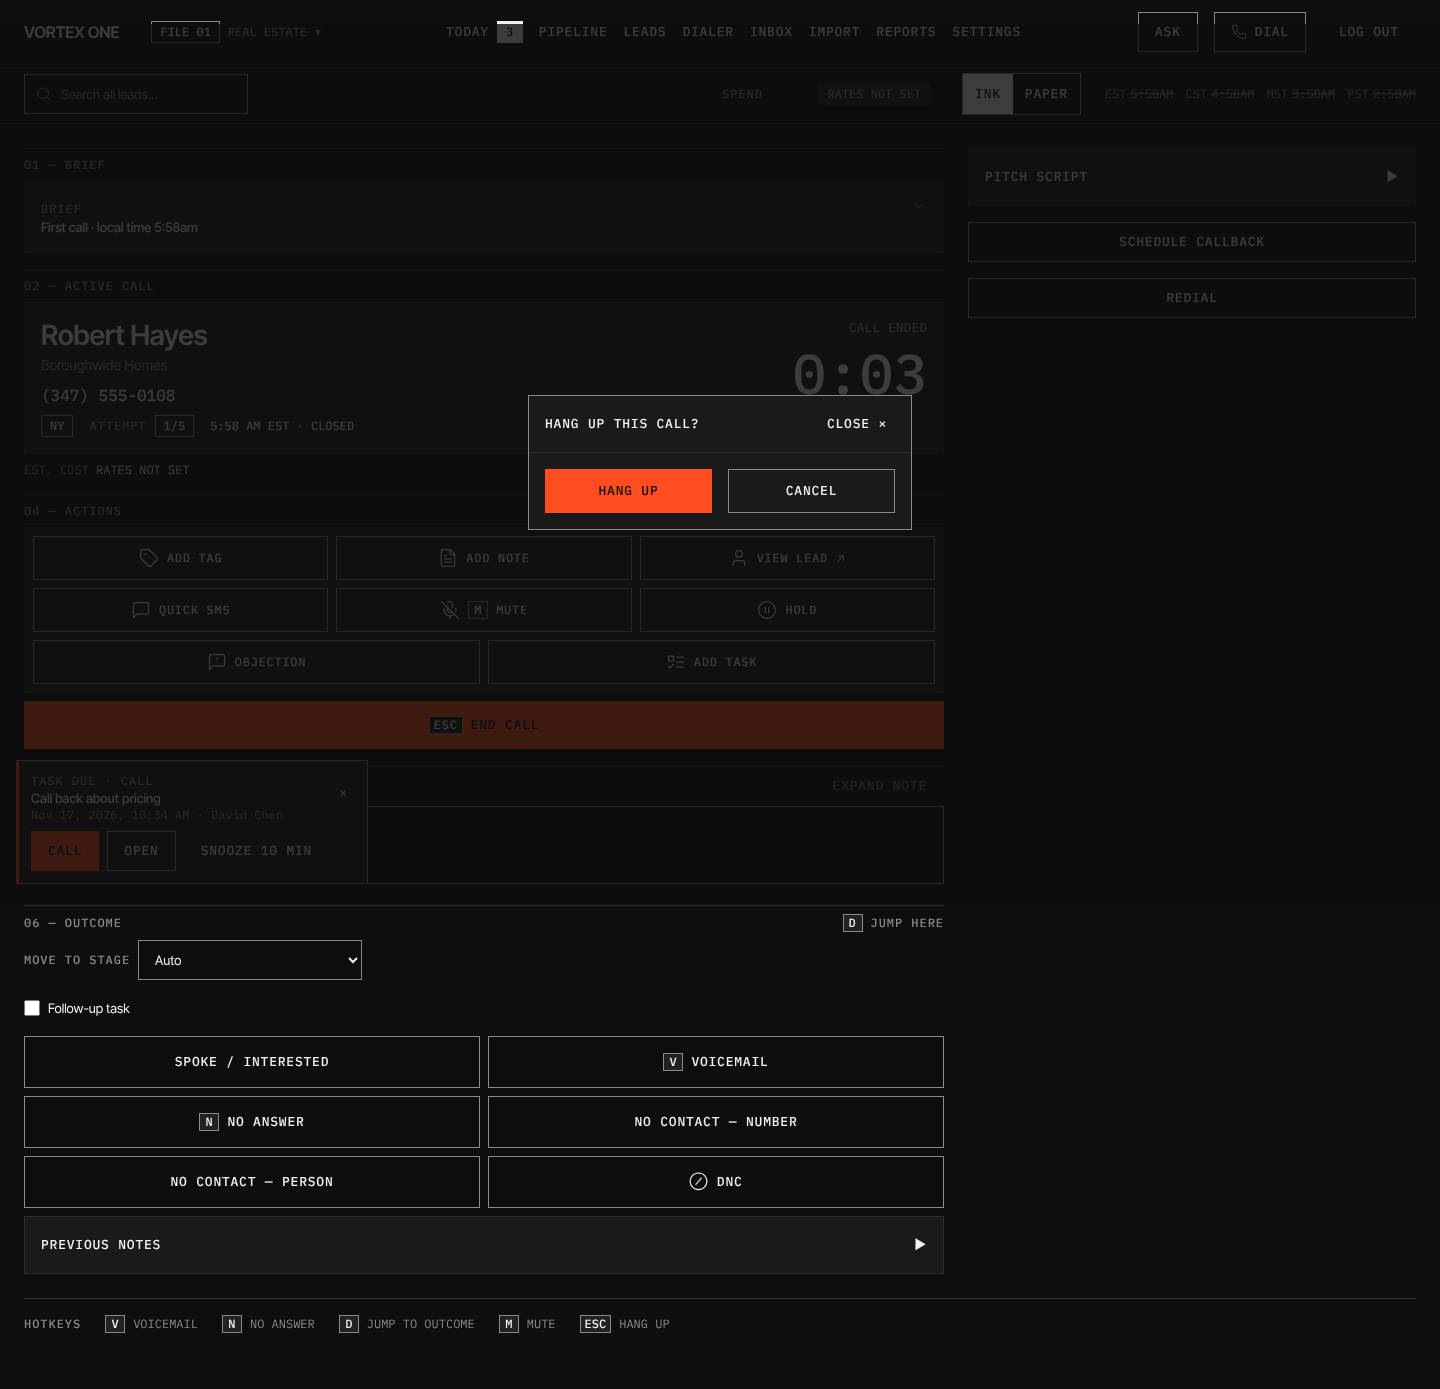 VORTEX ONE FILE 01 REAL ESTATE ▾ TODAY 3 PIPELINE LEADS DIALER INBOX IMPORT REPORTS SETTINGS ASK DIAL LOG OUT
Search all leads... SPEND RATES NOT SET INK PAPER EST 5:58AM CST 4:58AM MST 3:58AM PST 2:58AM
01 — BRIEF
BRIEF
First call · local time 5:58am
PITCH SCRIPT ▶
SCHEDULE CALLBACK
REDIAL
02 — ACTIVE CALL
Robert Hayes
Boroughwide Homes
(347) 555-0108
NY ATTEMPT 1/5 5:58 AM EST · CLOSED
CALL ENDED
0:03
EST. COST RATES NOT SET
HANG UP THIS CALL? CLOSE ×
HANG UP CANCEL
04 — ACTIONS
ADD TAG ADD NOTE VIEW LEAD ↗
QUICK SMS M MUTE HOLD
OBJECTION ADD TASK
ESC END CALL
EXPAND NOTE
TASK DUE · CALL ×
Call back about pricing
Nov 17, 2026, 10:34 AM · David Chen
CALL OPEN SNOOZE 10 MIN
06 — OUTCOME D JUMP HERE
MOVE TO STAGE Auto
Follow-up task
SPOKE / INTERESTED V VOICEMAIL
N NO ANSWER NO CONTACT — NUMBER
NO CONTACT — PERSON DNC
PREVIOUS NOTES ▶
HOTKEYS V VOICEMAIL N NO ANSWER D JUMP TO OUTCOME M MUTE ESC HANG UP